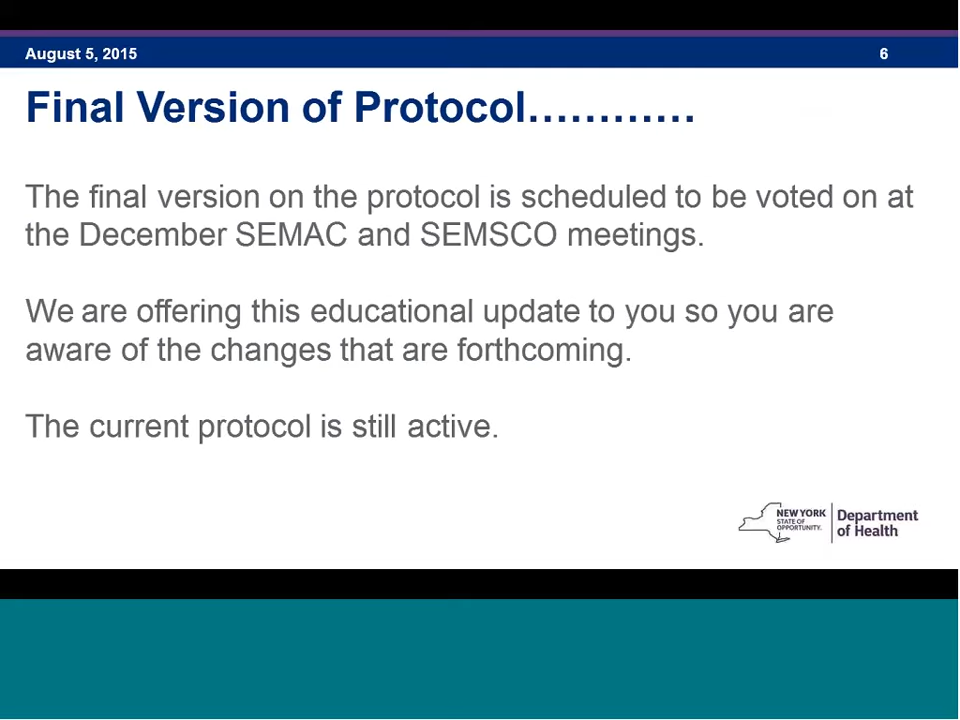 August 5, 2015
6
Final Version of Protocol…………
The final version on the protocol is scheduled to be voted on at
the December SEMAC and SEMSCO meetings.
We are offering this educational update to you so you are
aware of the changes that are forthcoming.
The current protocol is still active.
NEW YORK
STATE OF
OPPORTUNITY.
Department
of Health